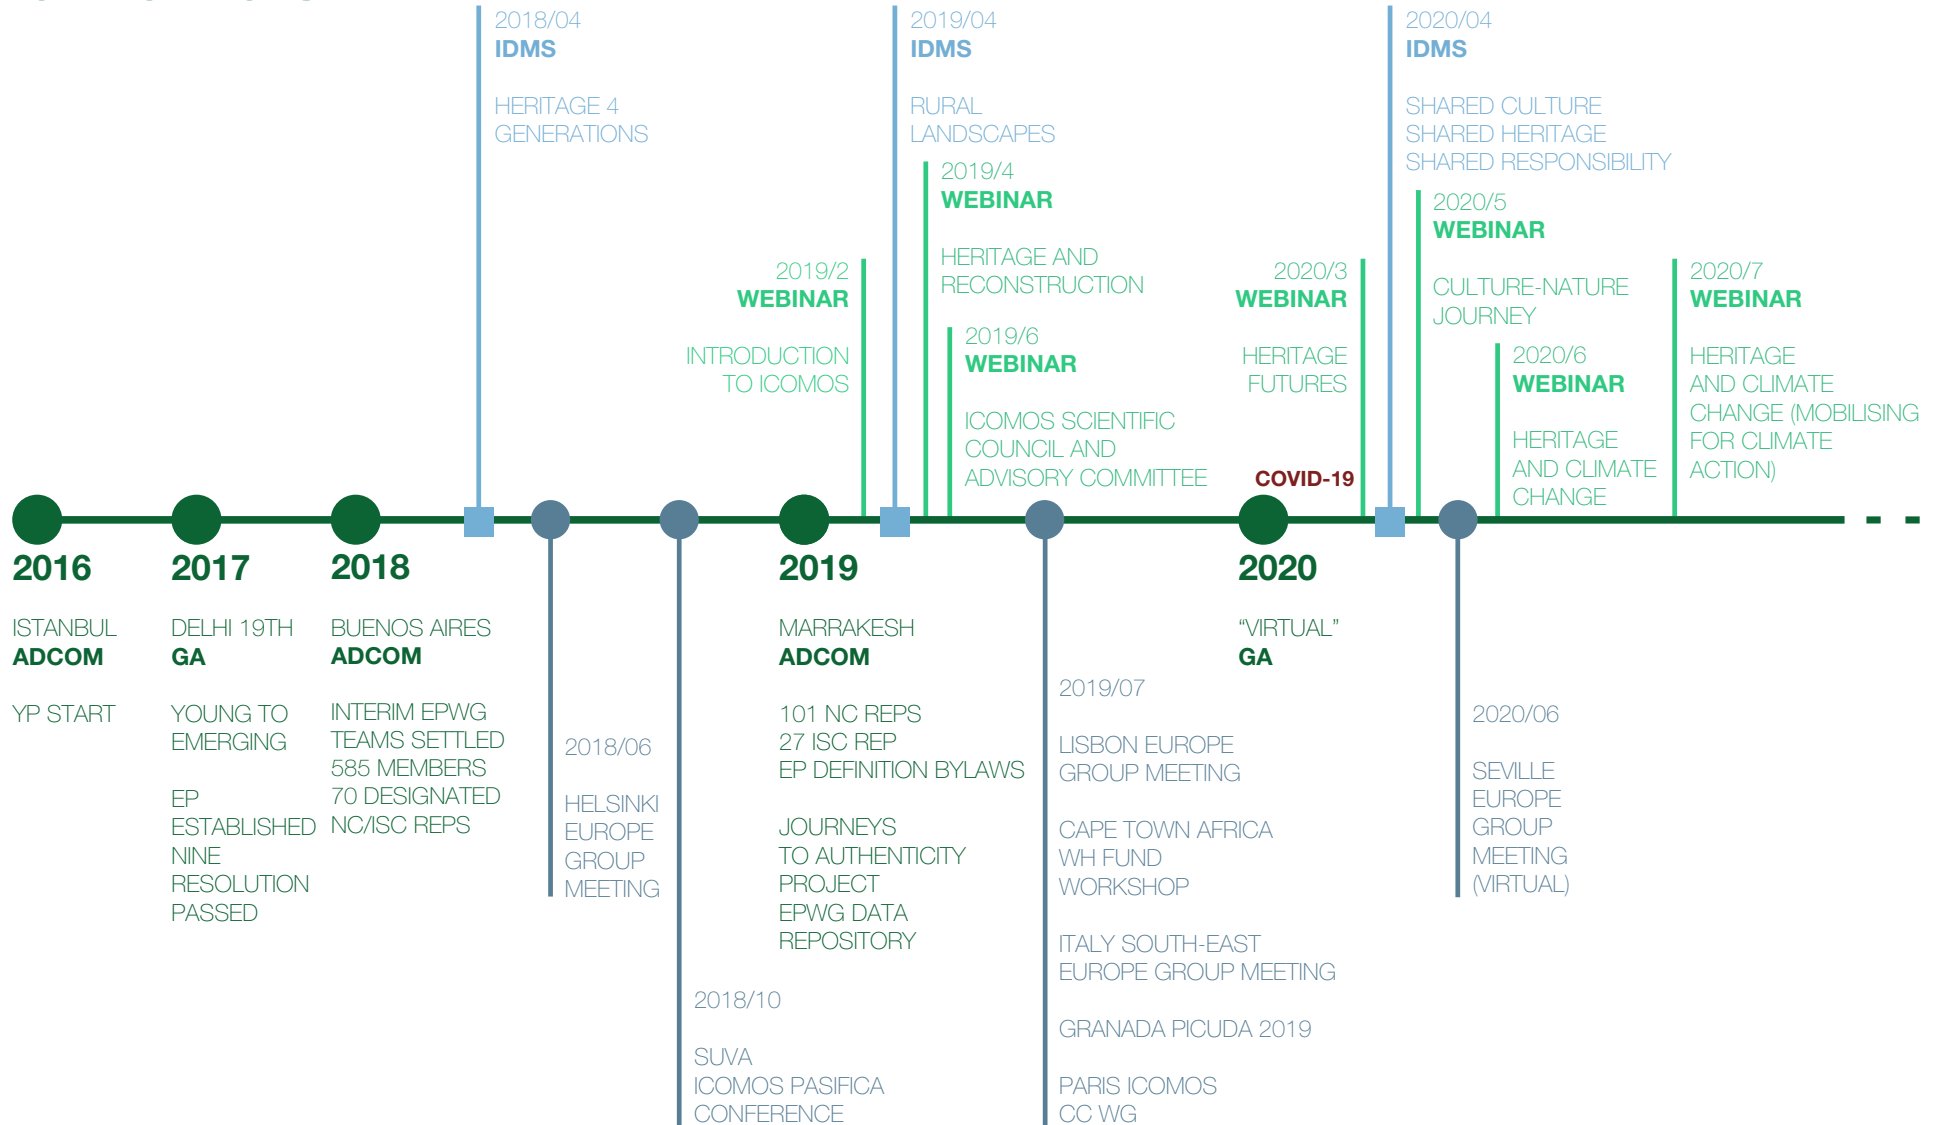 2018/04
IDMS
HERITAGE 4
GENERATIONS
2019/04
IDMS
RURAL
LANDSCAPES
2020/04
IDMS
SHARED CULTURE
SHARED HERITAGE
SHARED RESPONSIBILITY
2019/2
WEBINAR
INTRODUCTION
TO ICOMOS
2019/4
WEBINAR
HERITAGE AND
RECONSTRUCTION
2019/6
WEBINAR
ICOMOS SCIENTIFIC
COUNCIL AND
ADVISORY COMMITTEE
2020/3
WEBINAR
HERITAGE
FUTURES
COVID-19
2020/5
WEBINAR
CULTURE-NATURE
JOURNEY
2020/6
WEBINAR
HERITAGE
AND CLIMATE
CHANGE
2020/7
WEBINAR
HERITAGE
AND CLIMATE
CHANGE (MOBILISING
FOR CLIMATE
ACTION)
2016
ISTANBUL
ADCOM
YP START
2017
DELHI 19TH
GA
YOUNG TO
EMERGING
EP
ESTABLISHED
NINE
RESOLUTION
PASSED
2018
BUENOS AIRES
ADCOM
INTERIM EPWG
TEAMS SETTLED
585 MEMBERS
70 DESIGNATED
NC/ISC REPS
2018/06
HELSINKI
EUROPE
GROUP
MEETING
2018/10
SUVA
ICOMOS PASIFICA
CONFERENCE
2019
MARRAKESH
ADCOM
101 NC REPS
27 ISC REP
EP DEFINITION BYLAWS
JOURNEYS
TO AUTHENTICITY
PROJECT
EPWG DATA
REPOSITORY
2019/07
LISBON EUROPE
GROUP MEETING
CAPE TOWN AFRICA
WH FUND
WORKSHOP
ITALY SOUTH-EAST
EUROPE GROUP MEETING
GRANADA PICUDA 2019
PARIS ICOMOS
CC WG
2020
“VIRTUAL”
GA
2020/06
SEVILLE
EUROPE
GROUP
MEETING
(VIRTUAL)